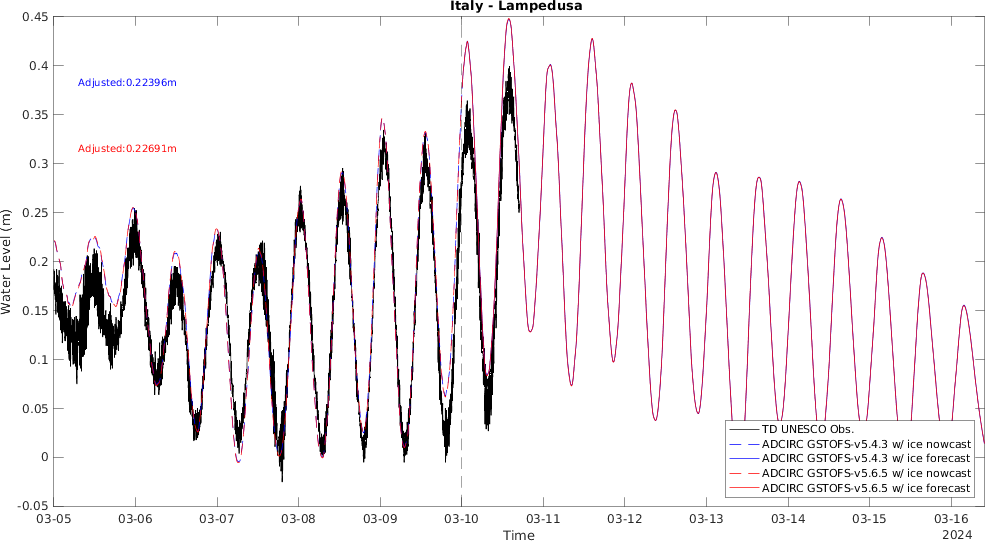 Italy - Lampedusa
0.45
0.4
0.35
0.3
0.25
0.2
0.15
0.1
0.05
0
-0.05
Water Level (m)
Adjusted:0.22396m
Adjusted:0.22691m
TD UNESCO Obs.
ADCIRC GSTOFS-v5.4.3 w/ ice nowcast
ADCIRC GSTOFS-v5.4.3 w/ ice forecast
ADCIRC GSTOFS-v5.6.5 w/ ice nowcast
ADCIRC GSTOFS-v5.6.5 w/ ice forecast
03-05 03-06 03-07 03-08 03-09 03-10 03-11 03-12 03-13 03-14 03-15 03-16
Time
2024